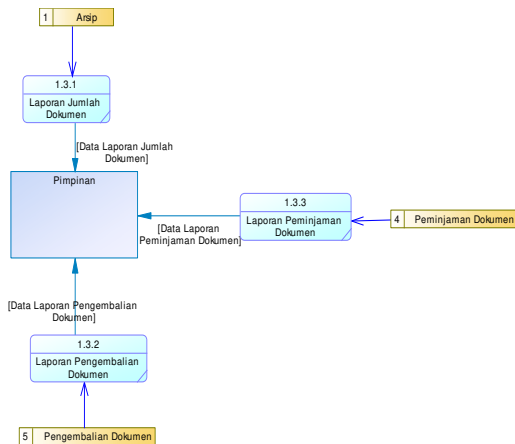 1 Arsip
1.3.1
Laporan Jumlah
Dokumen
[Data Laporan Jumlah
Dokumen]
Pimpinan
1.3.3
Laporan Peminjaman
Dokumen
4 Peminjaman Dokumen
[Data Laporan
Peminjaman Dokumen]
[Data Laporan Pengembalian
Dokumen]
1.3.2
Laporan Pengembalian
Dokumen
5 Pengembalian Dokumen